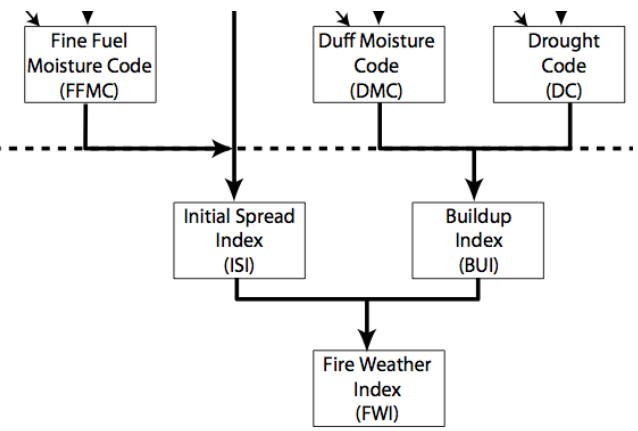 Fine Fuel
Moisture Code
(FFMC)
Duff Moisture
Code
(DMC)
Drought
Code
(DC)
Initial Spread
Index
(ISI)
Buildup
Index
(BUI)
Fire Weather
Index
(FWI)